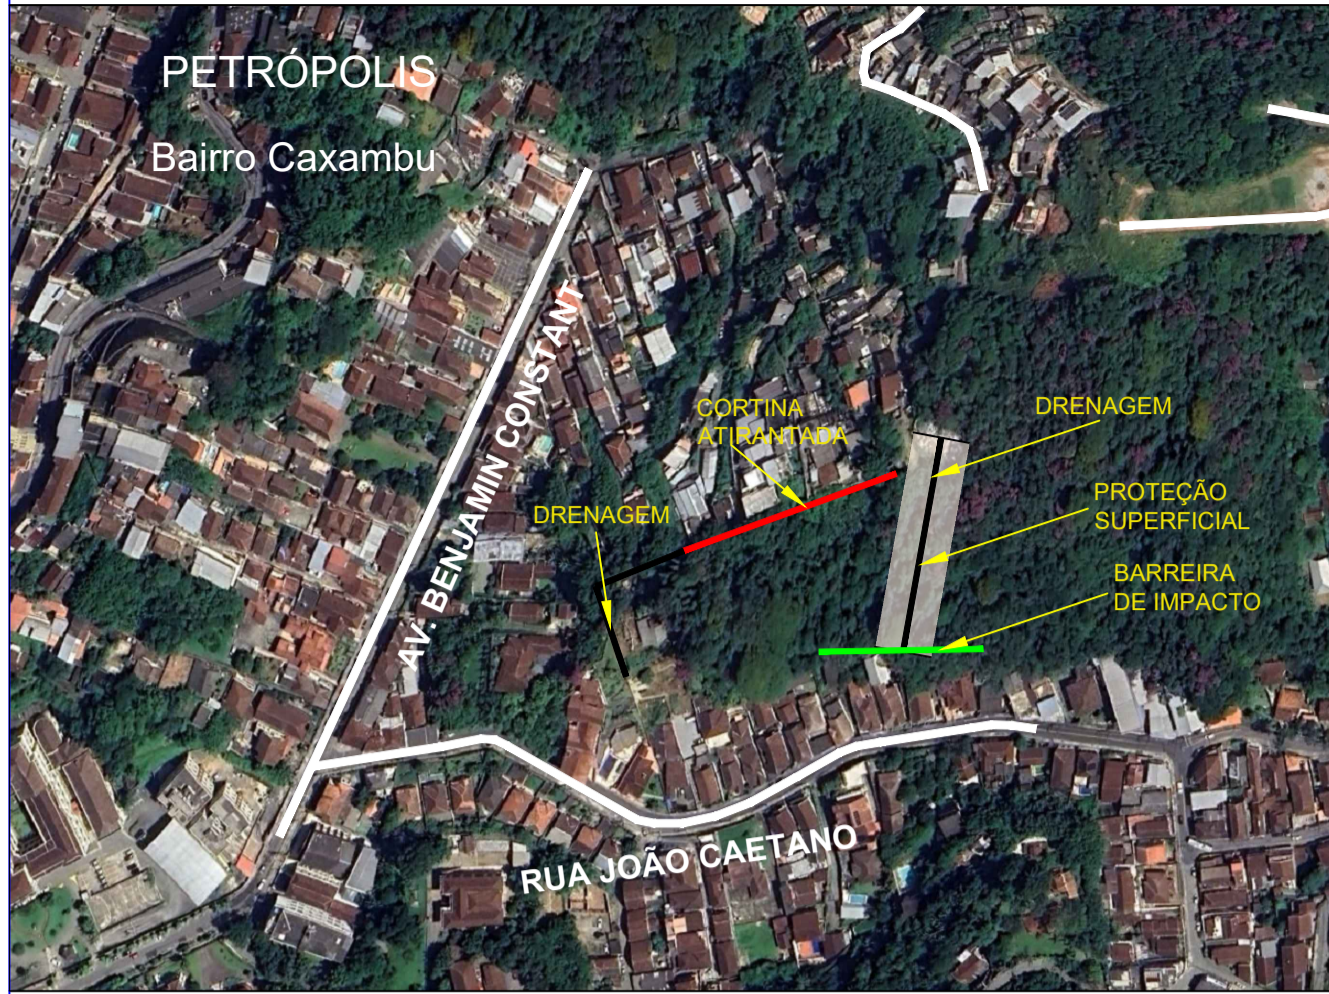 PETRÓPOLIS
Bairro Caxambu
AV. BENJAMIN CONSTANT
CORTINA
ATIRANTADA
DRENAGEM
DRENAGEM
PROTEÇÃO
SUPERFICIAL
BARREIRA
DE IMPACTO
RUA JOÃO CAETANO